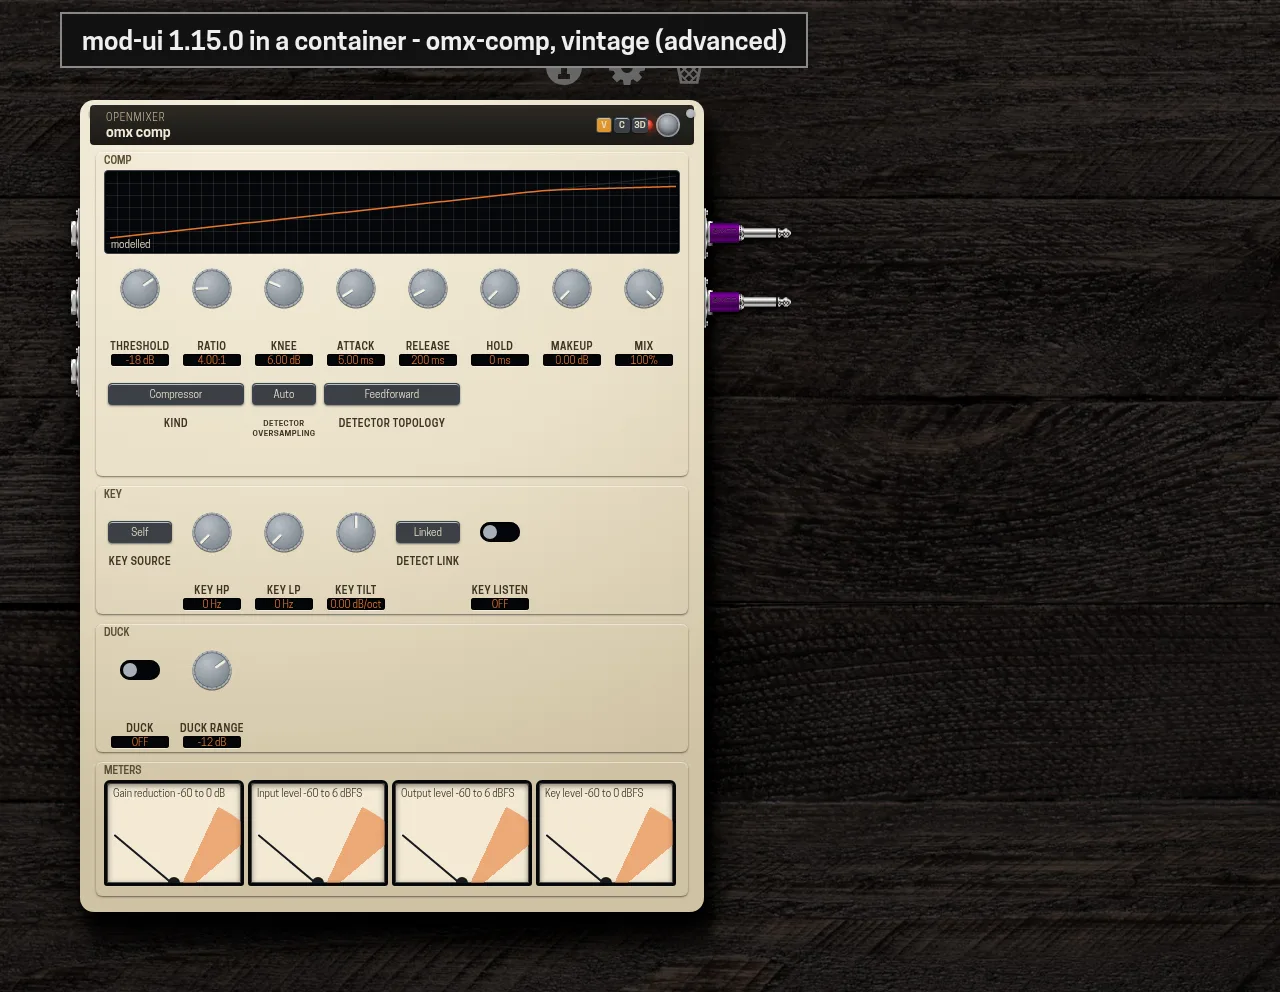 mod-ui 1.15.0 in a container - omx-comp, vintage (advanced)
OPENMIXER
omx comp
V C 3D
COMP
modelled
THRESHOLD RATIO KNEE ATTACK RELEASE HOLD MAKEUP MIX
-18 dB 4.00:1 6.00 dB 5.00 ms 200 ms 0 ms 0.00 dB 100%
Compressor Auto Feedforward
KIND DETECTOR OVERSAMPLING DETECTOR TOPOLOGY
KEY
Self Linked
KEY SOURCE DETECT LINK
KEY HP KEY LP KEY TILT KEY LISTEN
0 Hz 0 Hz 0.00 dB/oct OFF
DUCK
DUCK DUCK RANGE
OFF -12 dB
METERS
Gain reduction -60 to 0 dB Input level -60 to 6 dBFS Output level -60 to 6 dBFS Key level -60 to 0 dBFS